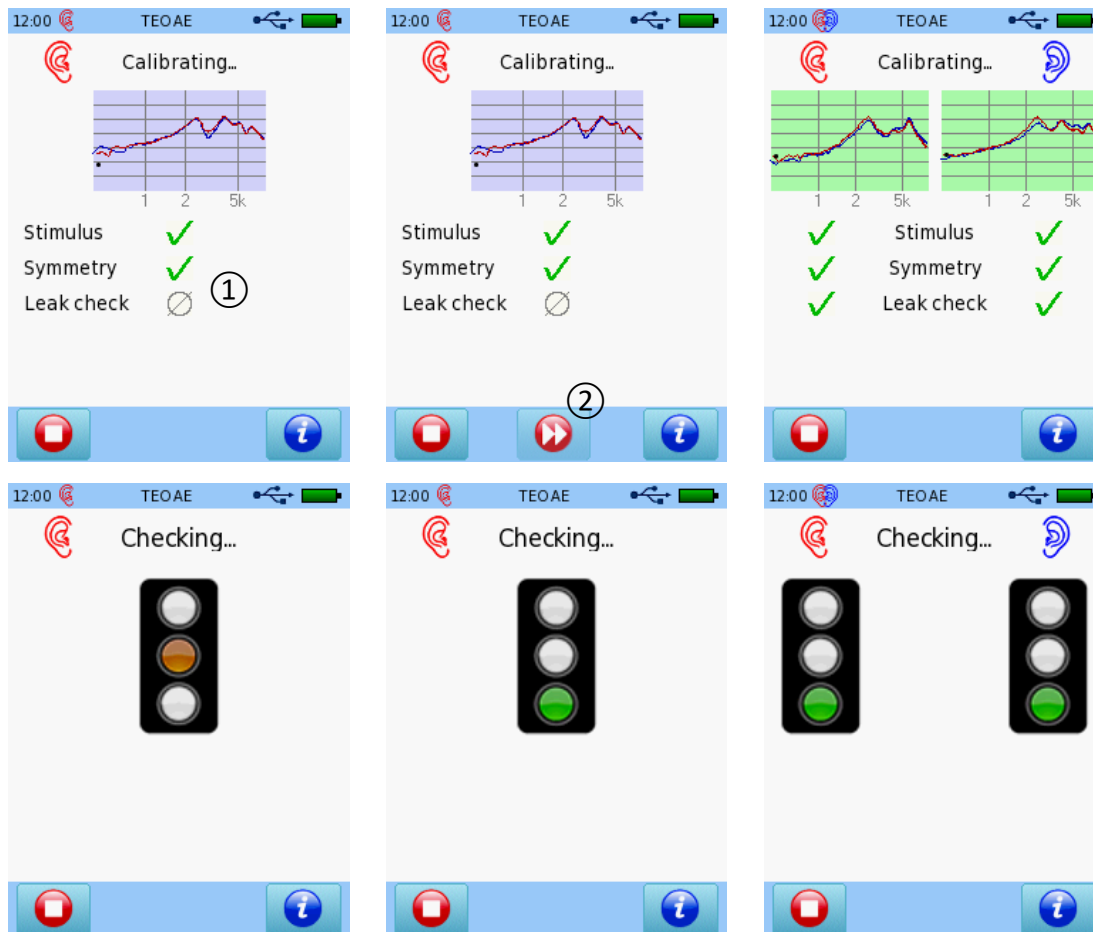 12:00 TEOAE
Calibrating...
1 2 5k
Stimulus
Symmetry
Leak check
①
12:00 TEOAE
Calibrating...
1 2 5k
Stimulus
Symmetry
Leak check
②
12:00 TEOAE
Calibrating...
1 2 5k 1 2 5k
Stimulus
Symmetry
Leak check
12:00 TEOAE
Checking...
12:00 TEOAE
Checking...
12:00 TEOAE
Checking...